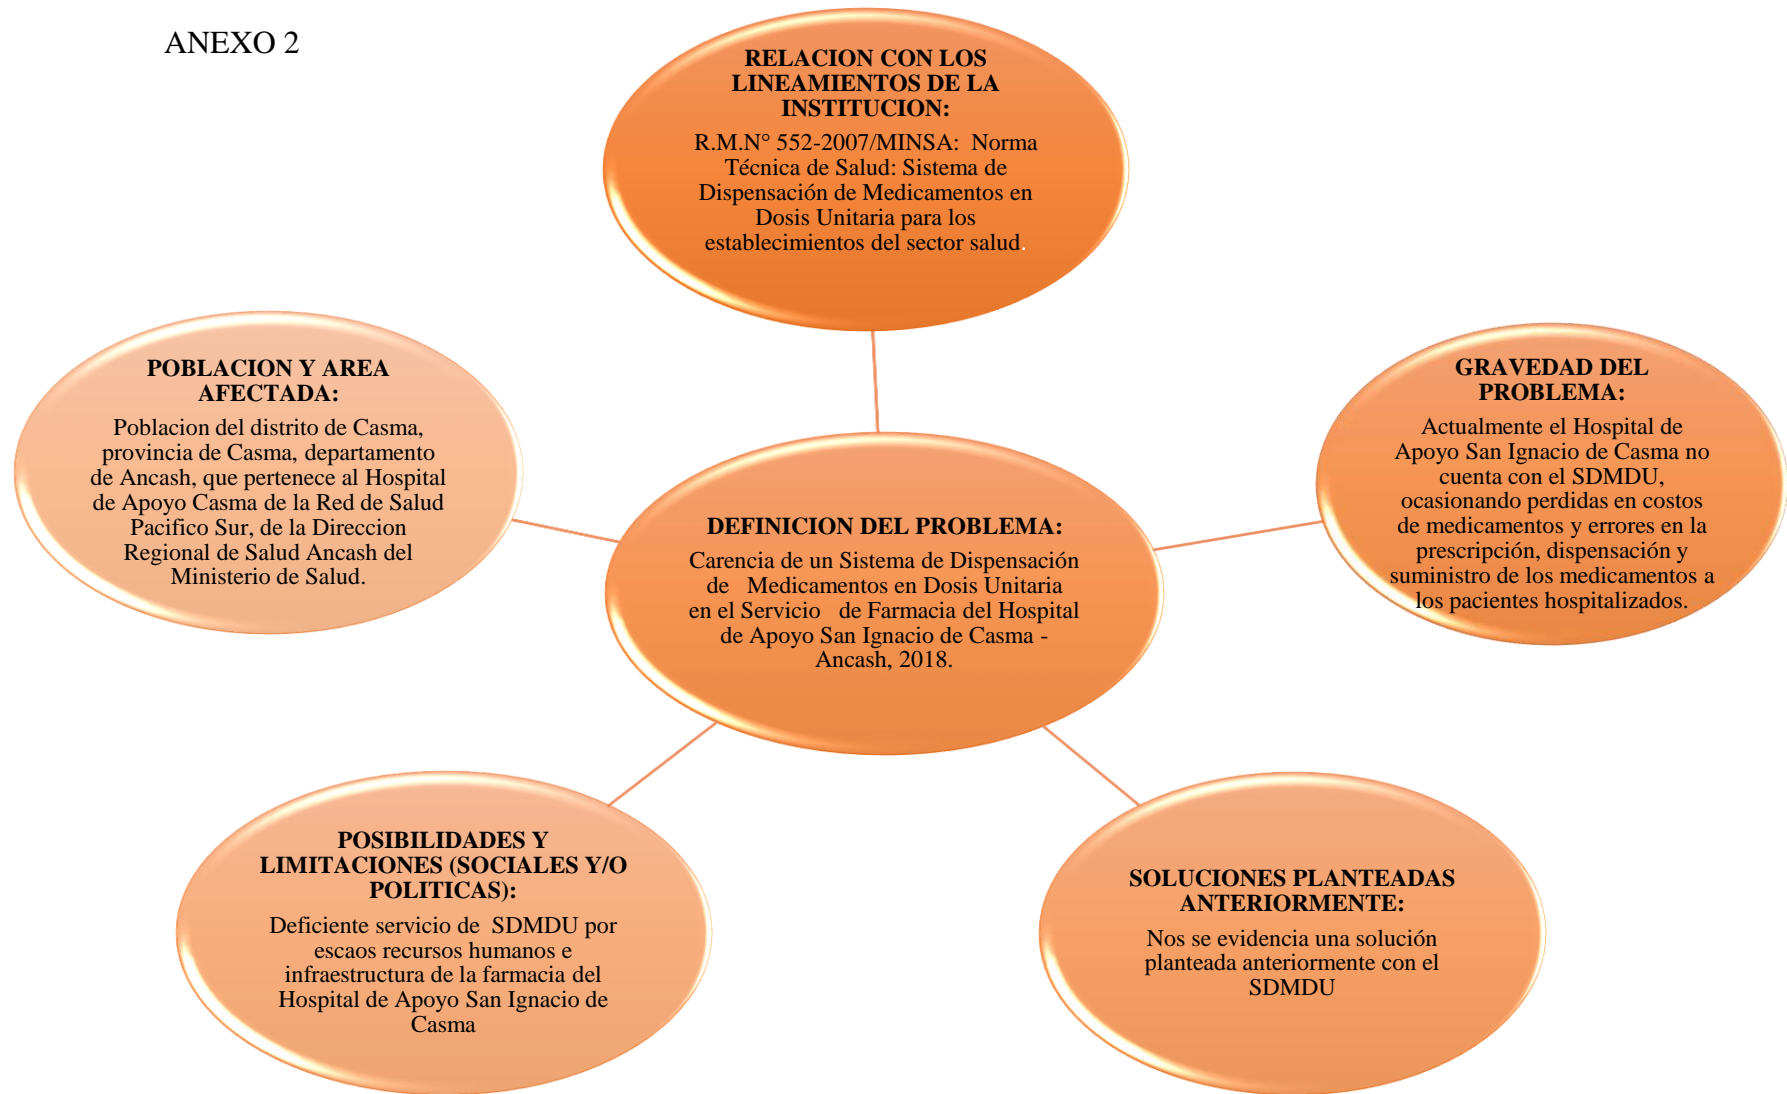 ANEXO 2
RELACION CON LOS
LINEAMIENTOS DE LA
INSTITUCION:
R.M.N° 552-2007/MINSA:  Norma
Técnica de Salud: Sistema de
Dispensación de Medicamentos en
Dosis Unitaria para los
establecimientos del sector salud.
POBLACION Y AREA
AFECTADA:
Poblacion del distrito de Casma,
provincia de Casma, departamento
de Ancash, que pertenece al Hospital
de Apoyo Casma de la Red de Salud
Pacifico Sur, de la Direccion
Regional de Salud Ancash del
Ministerio de Salud.
GRAVEDAD DEL
PROBLEMA:
Actualmente el Hospital de
Apoyo San Ignacio de Casma no
cuenta con el SDMDU,
ocasionando perdidas en costos
de medicamentos y errores en la
prescripción, dispensación y
suministro de los medicamentos a
los pacientes hospitalizados.
DEFINICION DEL PROBLEMA:
Carencia de un Sistema de Dispensación
de   Medicamentos en Dosis Unitaria
en el Servicio   de Farmacia del Hospital
de Apoyo San Ignacio de Casma -
Ancash, 2018.
POSIBILIDADES Y
LIMITACIONES (SOCIALES Y/O
POLITICAS):
Deficiente servicio de  SDMDU por
escaos recursos humanos e
infraestructura de la farmacia del
Hospital de Apoyo San Ignacio de
Casma
SOLUCIONES PLANTEADAS
ANTERIORMENTE:
Nos se evidencia una solución
planteada anteriormente con el
SDMDU